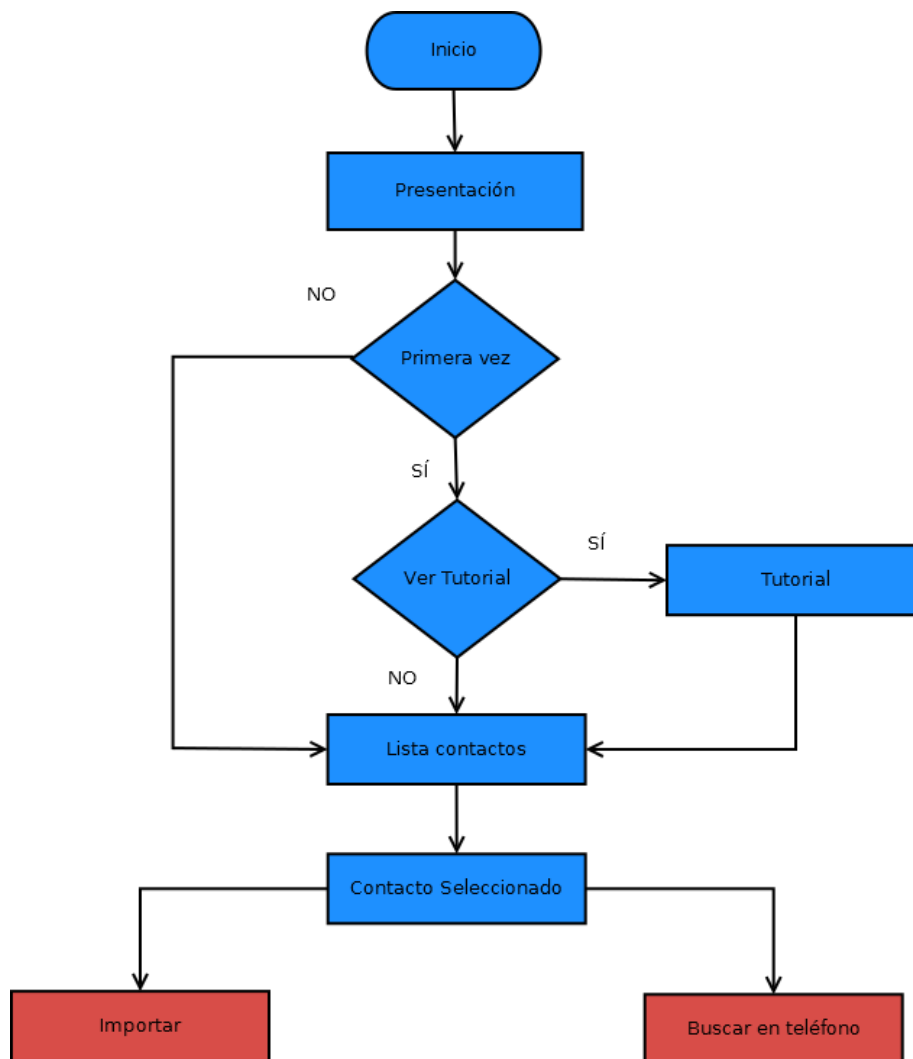 Inicio
Presentación
NO
Primera vez
SÍ
Ver Tutorial
SÍ
Tutorial
NO
Lista contactos
Contacto Seleccionado
Importar
Buscar en teléfono